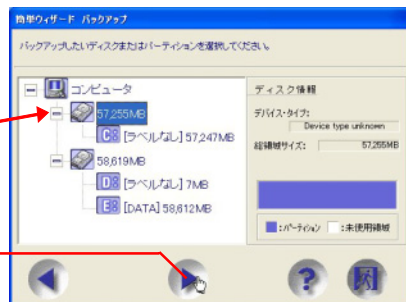 簡単ウィザード バックアップ
バックアップしたいディスクまたはパーティションを選択してください。
コンピュータ
57,255MB
C: [ラベルなし] 57,247MB
58,619MB
D: [ラベルなし] 7MB
E: [DATA] 58,612MB
ディスク情報
デバイス・タイプ:
Device type unknown
総領域サイズ: 57,255MB
:パーティション :未使用領域
?